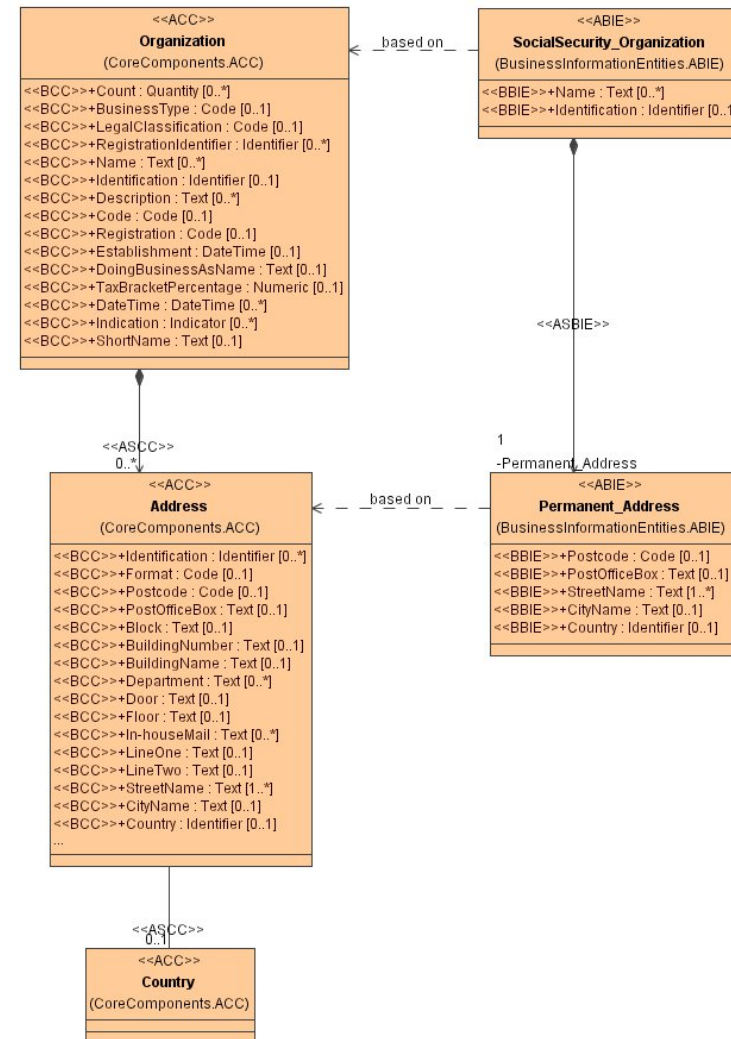 <<ACC>>
Organization
(CoreComponents.ACC)
<<BCC>>+Count : Quantity [0..*]
<<BCC>>+BusinessType : Code [0..1]
<<BCC>>+LegalClassification : Code [0..1]
<<BCC>>+RegistrationIdentifier : Identifier [0..*]
<<BCC>>+Name : Text [0..*]
<<BCC>>+Identification : Identifier [0..1]
<<BCC>>+Description : Text [0..*]
<<BCC>>+Code : Code [0..1]
<<BCC>>+Registration : Code [0..1]
<<BCC>>+Establishment : DateTime [0..1]
<<BCC>>+DoingBusinessAsName : Text [0..1]
<<BCC>>+TaxBracketPercentage : Numeric [0..1]
<<BCC>>+DateTime : DateTime [0..*]
<<BCC>>+Indication : Indicator [0..*]
<<BCC>>+ShortName : Text [0..1]
based on
<<ABIE>>
SocialSecurity_Organization
(BusinessInformationEntities.ABIE)
<<BBIE>>+Name : Text [0..*]
<<BBIE>>+Identification : Identifier [0..1
<<ASBIE>>
1
-Permanent_Address
<<ASCC>>
0..*
<<ACC>>
Address
(CoreComponents.ACC)
<<BCC>>+Identification : Identifier [0..*]
<<BCC>>+Format : Code [0..1]
<<BCC>>+Postcode : Code [0..1]
<<BCC>>+PostOfficeBox : Text [0..1]
<<BCC>>+Block : Text [0..1]
<<BCC>>+BuildingNumber : Text [0..1]
<<BCC>>+BuildingName : Text [0..1]
<<BCC>>+Department : Text [0..*]
<<BCC>>+Door : Text [0..1]
<<BCC>>+Floor : Text [0..1]
<<BCC>>+In-houseMail : Text [0..*]
<<BCC>>+LineOne : Text [0..1]
<<BCC>>+LineTwo : Text [0..1]
<<BCC>>+StreetName : Text [1..*]
<<BCC>>+CityName : Text [0..1]
<<BCC>>+Country : Identifier [0..1]
...
based on
<<ABIE>>
Permanent_Address
(BusinessInformationEntities.ABIE)
<<BBIE>>+Postcode : Code [0..1]
<<BBIE>>+PostOfficeBox : Text [0..1]
<<BBIE>>+StreetName : Text [1..*]
<<BBIE>>+CityName : Text [0..1]
<<BBIE>>+Country : Identifier [0..1]
<<ASCC>>
0..1
<<ACC>>
Country
(CoreComponents.ACC)